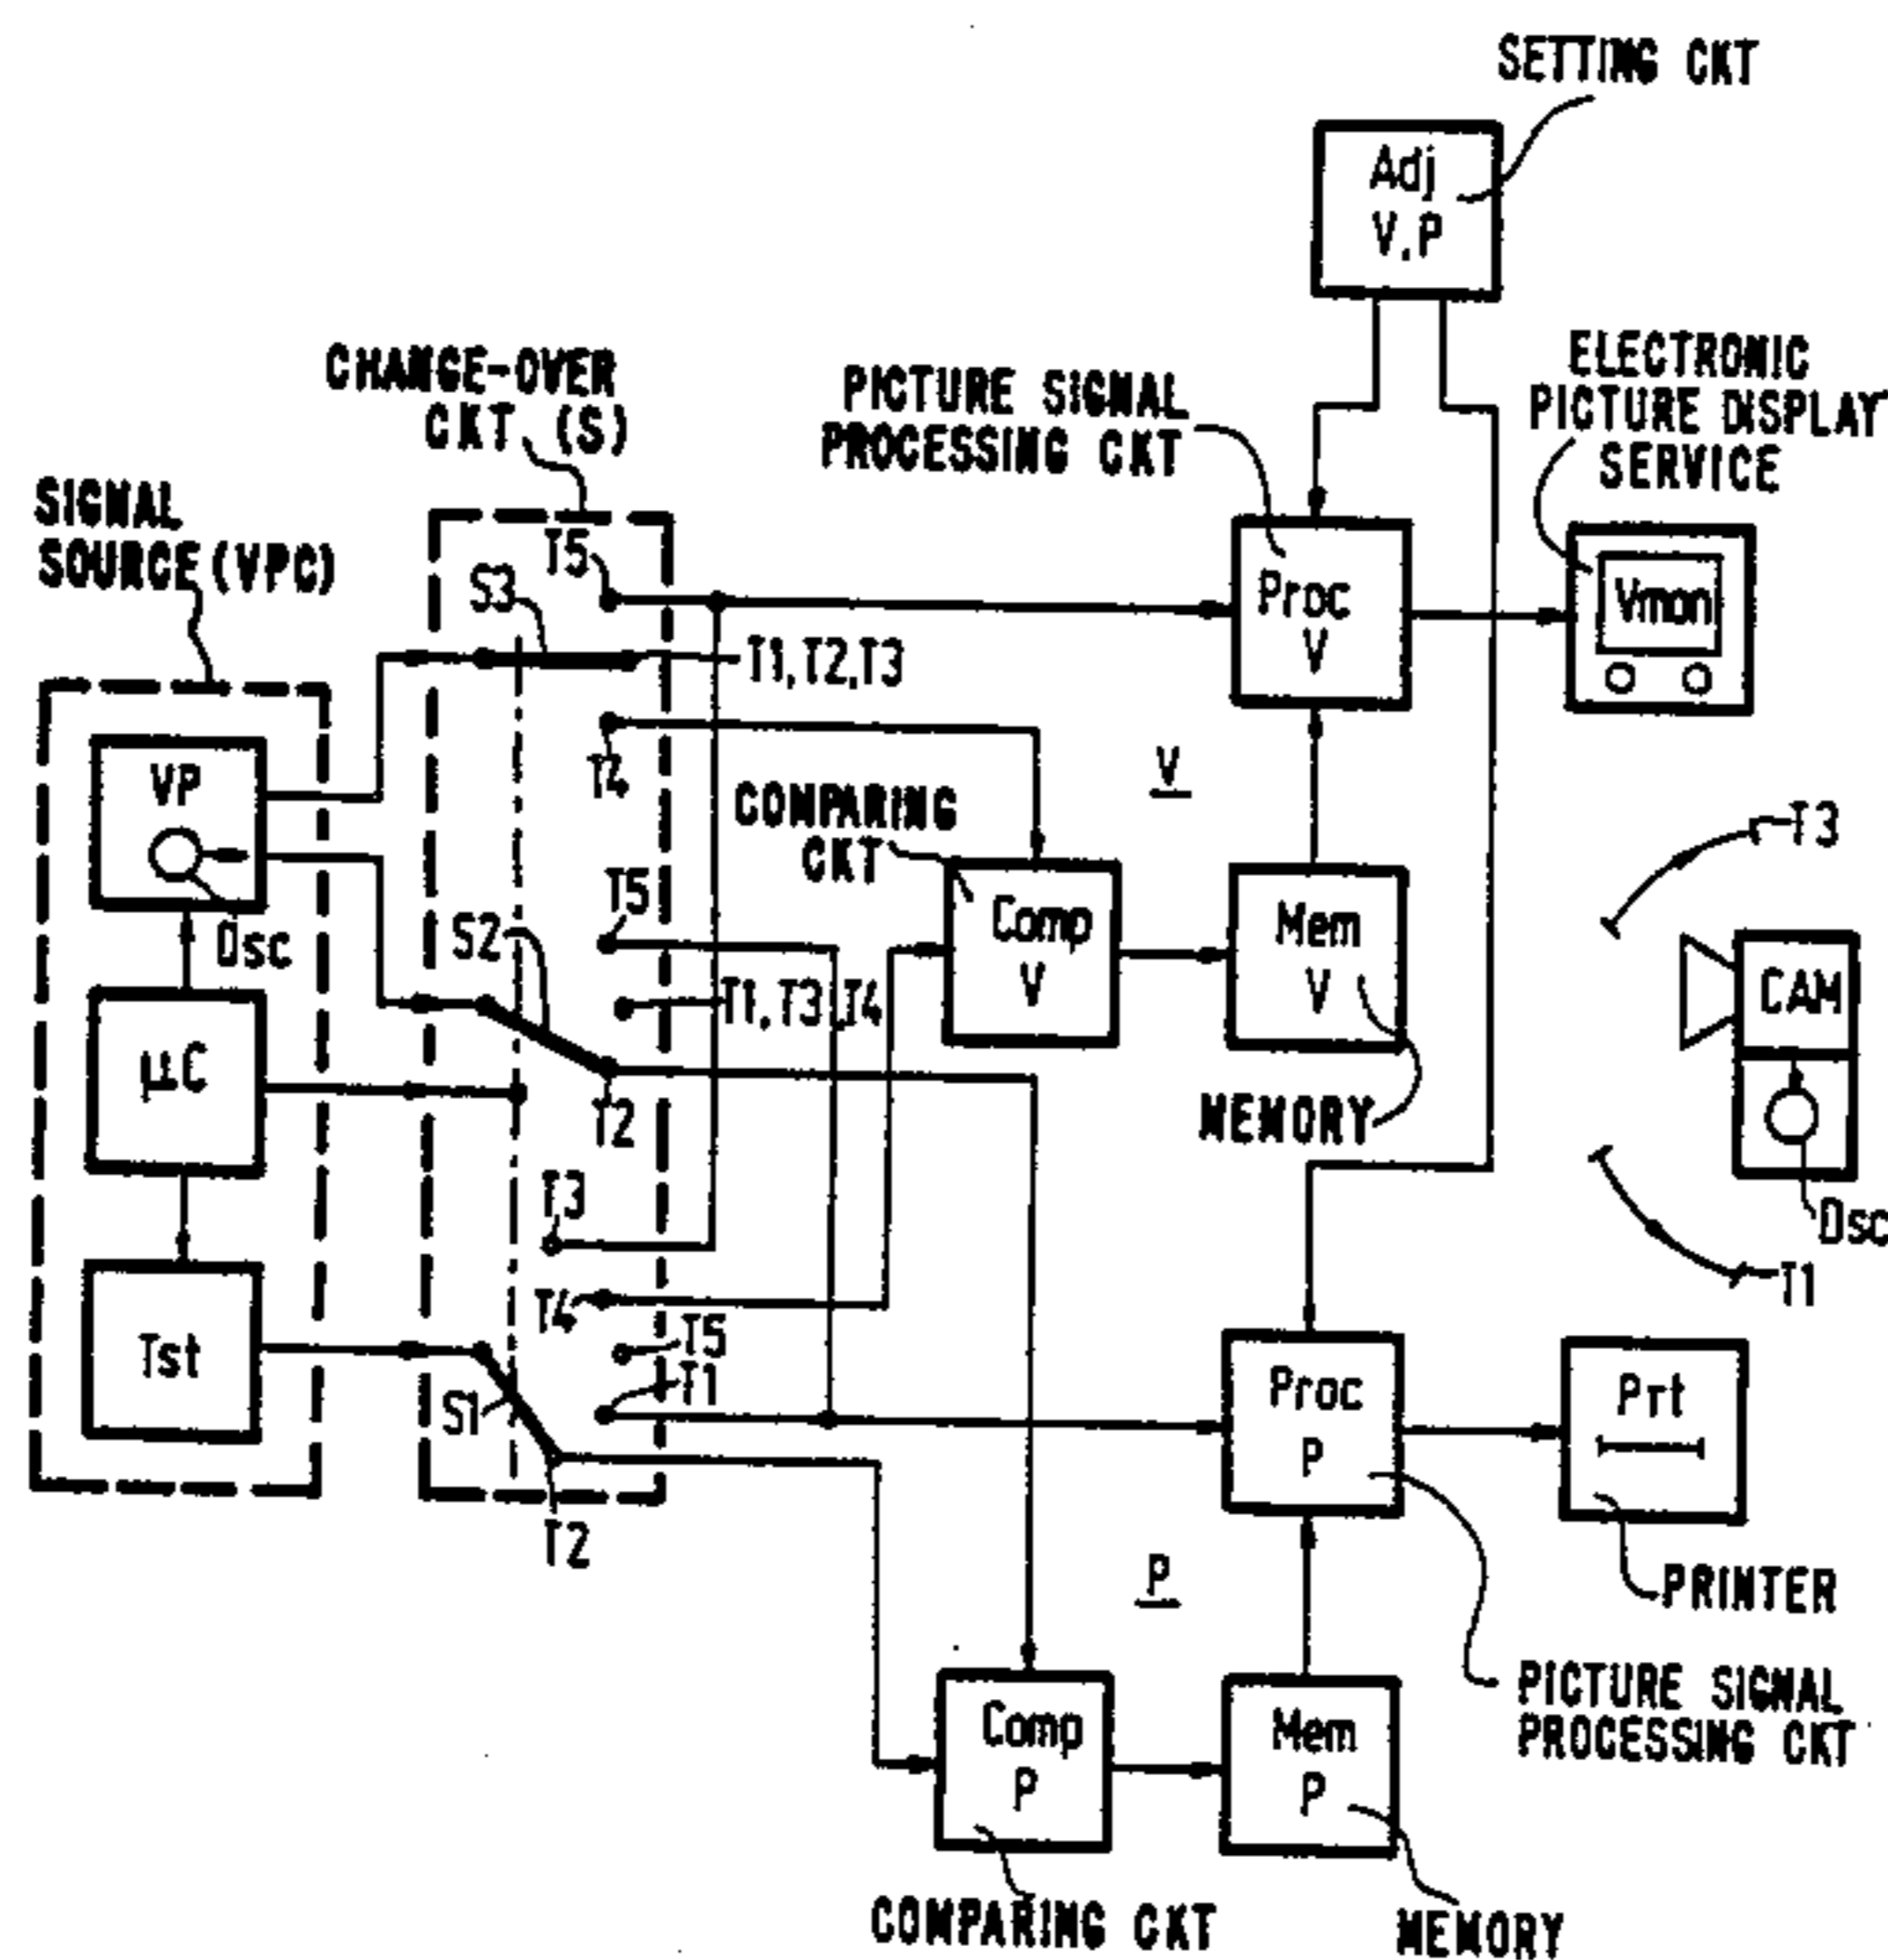 SETTING CKT
Adj
V.P
ELECTRONIC
PICTURE DISPLAY
SERVICE
CHANGE-OVER
CKT (S)
PICTURE SIGNAL
PROCESSING CKT
SIGNAL
SOURCE (VPC)
T5
S3
Proc
V
Vmon
T1,T2,T3
VP
T4
V
COMPARING
CKT
T3
Dsc
S2
T5
Comp
V
Mem
V
CAM
T1,T3,T4
µC
T2
MEMORY
T3
Dsc
T4
T5
T1
T1
Tst
S1
Proc
P
Prt
T2
P
PRINTER
PICTURE SIGNAL
PROCESSING CKT
Comp
P
Mem
P
COMPARING CKT
MEMORY